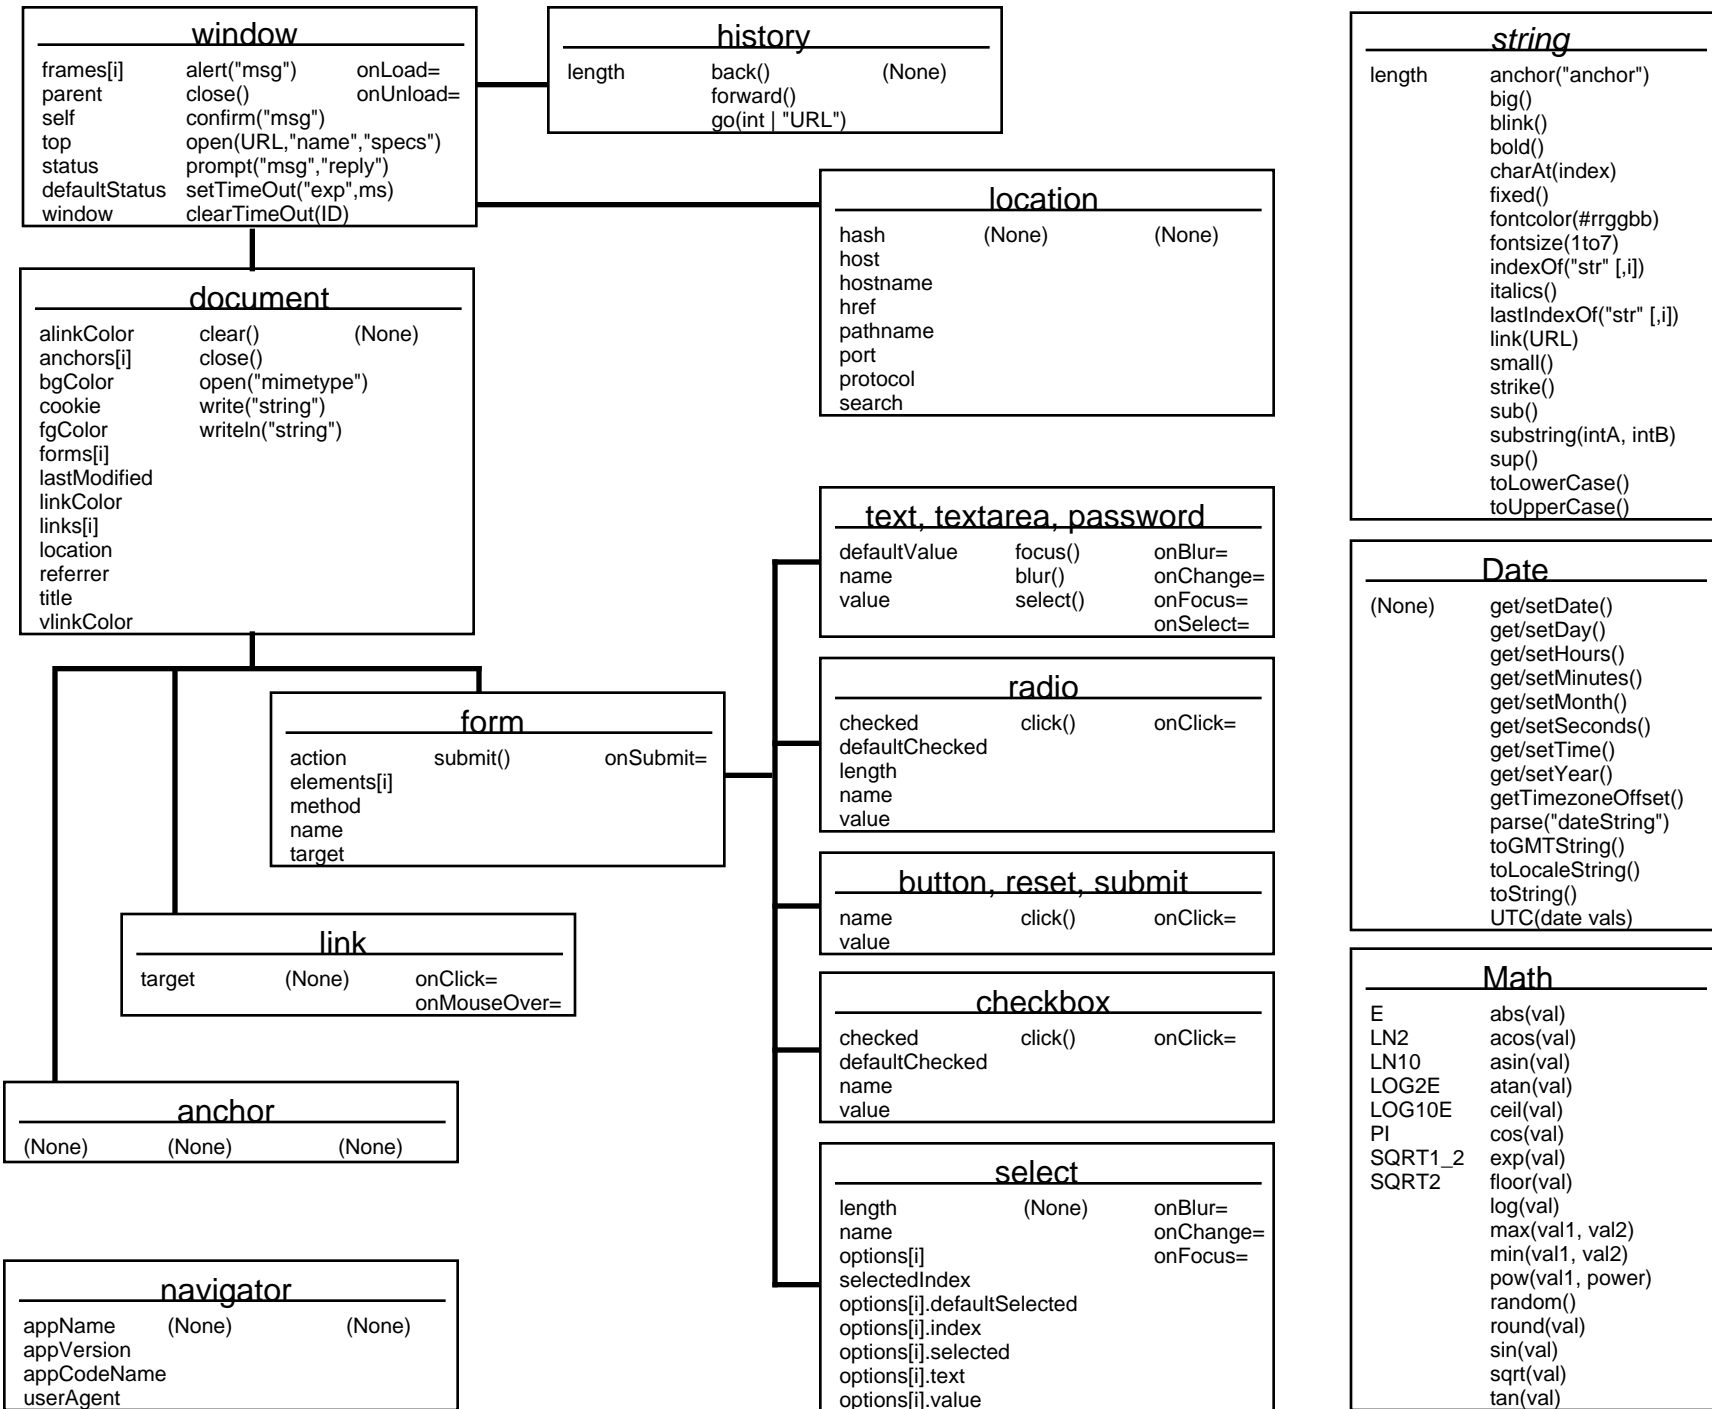 window
frames[i] alert("msg") onLoad=
parent close() onUnload=
self confirm("msg")
top open(URL,"name","specs")
status prompt("msg","reply")
defaultStatus setTimeOut("exp",ms)
window clearTimeOut(ID)
history
length back() (None)
forward()
go(int | "URL")
location
hash (None) (None)
host
hostname
href
pathname
port
protocol
search
document
alinkColor clear() (None)
anchors[i] close()
bgColor open("mimetype")
cookie write("string")
fgColor writeln("string")
forms[i]
lastModified
linkColor
links[i]
location
referrer
title
vlinkColor
form
action submit() onSubmit=
elements[i]
method
name
target
link
target (None) onClick=
onMouseOver=
anchor
(None) (None) (None)
navigator
appName (None) (None)
appVersion
appCodeName
userAgent
text, textarea, password
defaultValue focus() onBlur=
name blur() onChange=
value select() onFocus=
onSelect=
radio
checked click() onClick=
defaultChecked
length
name
value
button, reset, submit
name click() onClick=
value
checkbox
checked click() onClick=
defaultChecked
name
value
select
length (None) onBlur=
name onChange=
options[i] onFocus=
selectedIndex
options[i].defaultSelected
options[i].index
options[i].selected
options[i].text
options[i].value
string
length anchor("anchor")
big()
blink()
bold()
charAt(index)
fixed()
fontcolor(#rrggbb)
fontsize(1to7)
indexOf("str" [,i])
italics()
lastIndexOf("str" [,i])
link(URL)
small()
strike()
sub()
substring(intA, intB)
sup()
toLowerCase()
toUpperCase()
Date
(None) get/setDate()
get/setDay()
get/setHours()
get/setMinutes()
get/setMonth()
get/setSeconds()
get/setTime()
get/setYear()
getTimezoneOffset()
parse("dateString")
toGMTString()
toLocaleString()
toString()
UTC(date vals)
Math
E abs(val)
LN2 acos(val)
LN10 asin(val)
LOG2E atan(val)
LOG10E ceil(val)
PI cos(val)
SQRT1_2 exp(val)
SQRT2 floor(val)
log(val)
max(val1, val2)
min(val1, val2)
pow(val1, power)
random()
round(val)
sin(val)
sqrt(val)
tan(val)